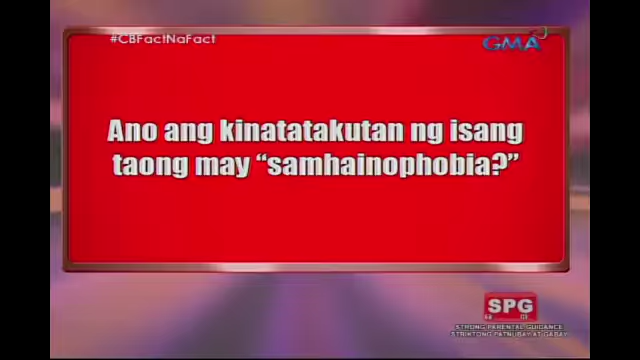 #CBFactNaFact
GMA
Ano ang kinatatakutan ng isang
taong may “samhainophobia?”
SPG
STRONG PARENTAL GUIDANCE
STRIKTONG PATNUBAY AT GABAY